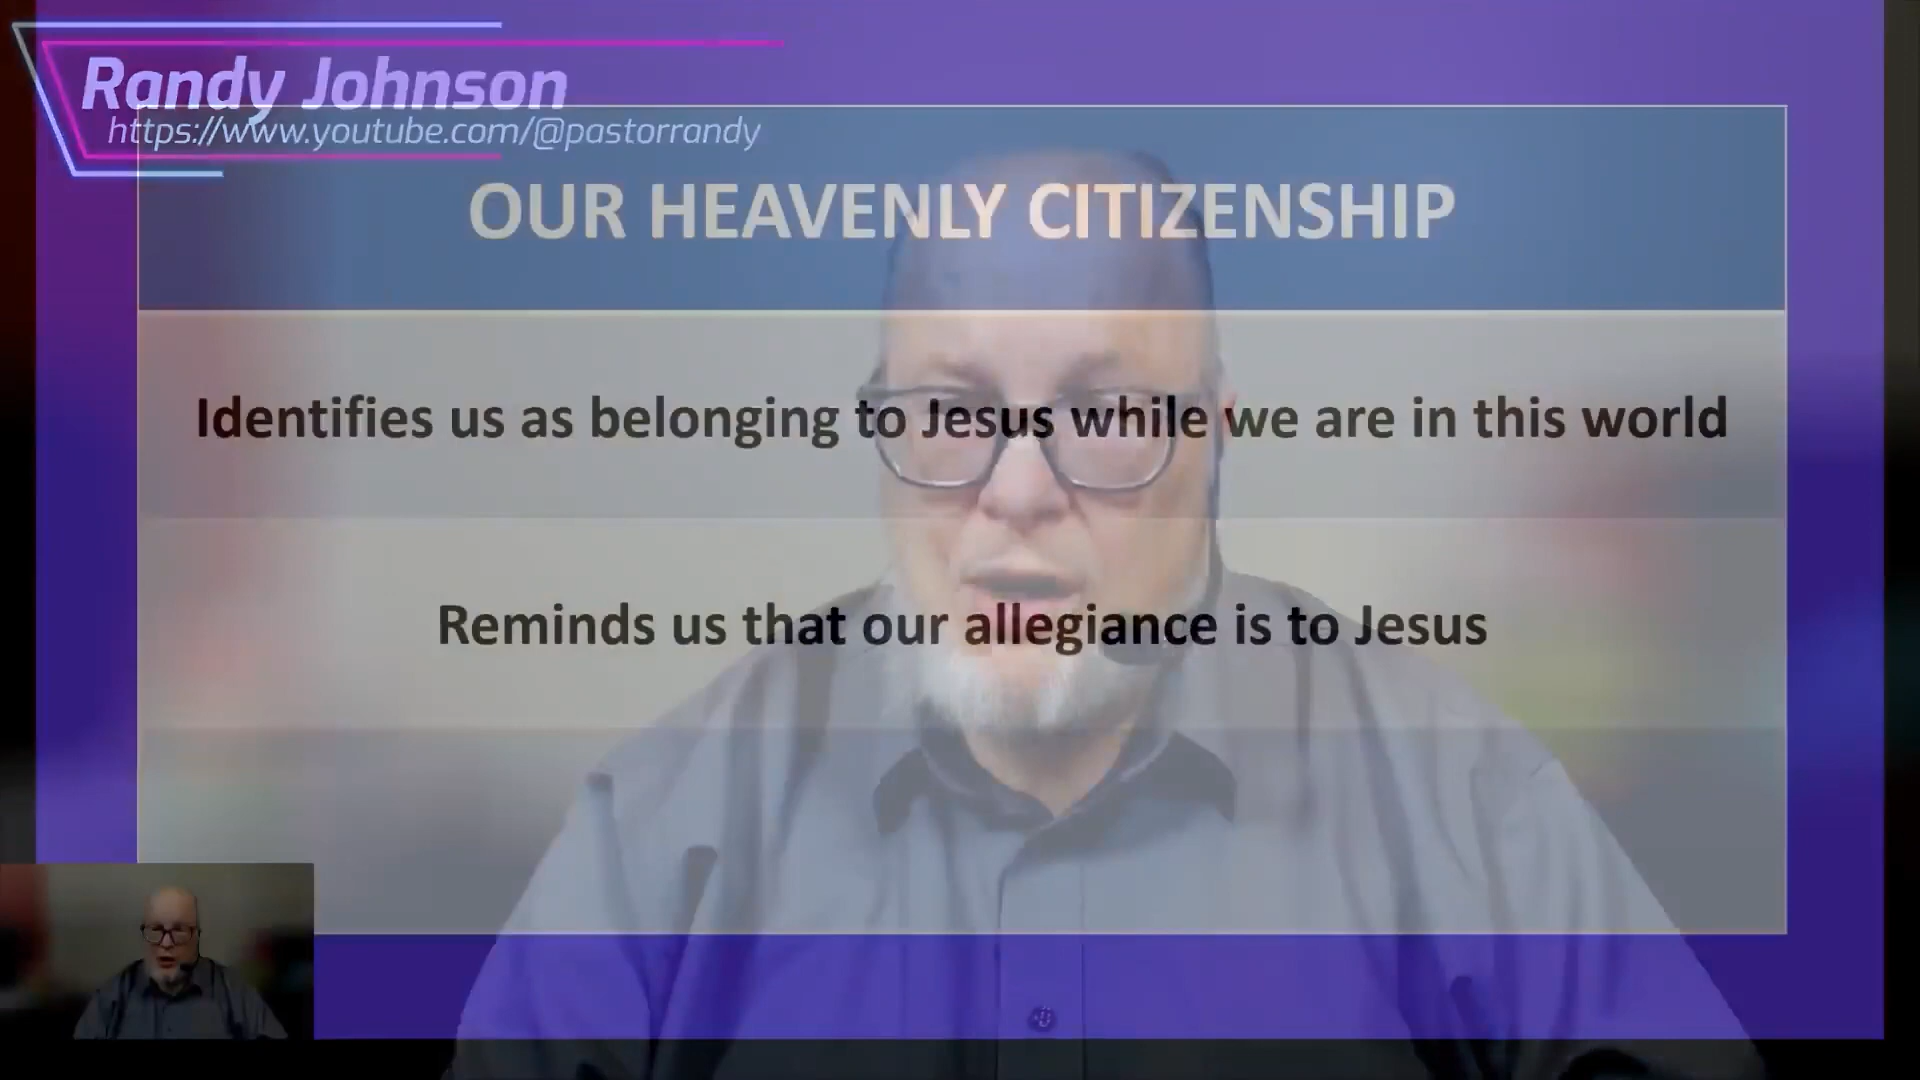 Randy Johnson
https://www.youtube.com/@pastorrandy
OUR HEAVENLY CITIZENSHIP
Identifies us as belonging to Jesus while we are in this world
Reminds us that our allegiance is to Jesus